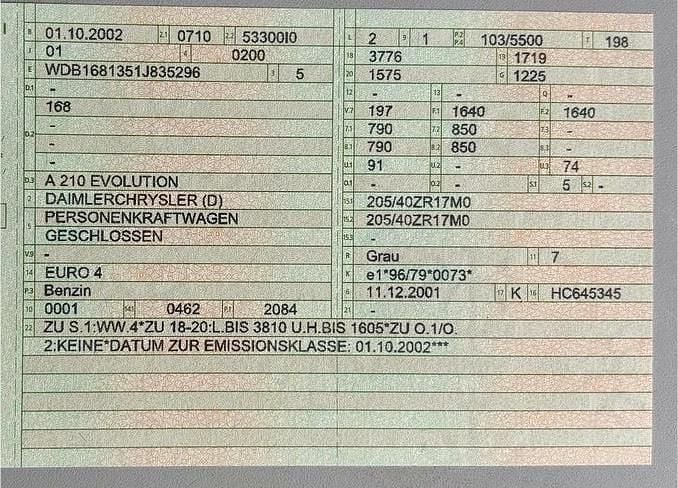 B 01.10.2002 2.1 0710 2.2 53300I0
J 01 4 0200
E WDB1681351J835296 3 5
D.1 -
168
D.2 -
-
-
D.3 A 210 EVOLUTION
2 DAIMLERCHRYSLER (D)
5 PERSONENKRAFTWAGEN
GESCHLOSSEN
V.9 -
14 EURO 4
P.3 Benzin
10 0001 14.1 0462 P.1 2084
22 ZU S.1:WW.4*ZU 18-20:L.BIS 3810 U.H.BIS 1605*ZU O.1/O.
2:KEINE*DATUM ZUR EMISSIONSKLASSE: 01.10.2002***
L 2 9 1 P.2 P.4 103/5500 T 198
18 3776 19 1719
20 1575 G 1225
12 - 13 - Q -
V.7 197 F.1 1640 F.2 1640
7.1 790 7.2 850 7.3 -
8.1 790 8.2 850 8.3 -
U.1 91 U.2 - U.3 74
O.1 - O.2 - S.1 5 S.2 -
15.1 205/40ZR17M0
15.2 205/40ZR17M0
15.3 -
R Grau 11 7
K e1*96/79*0073*
6 11.12.2001 17 K 16 HC645345
21 -